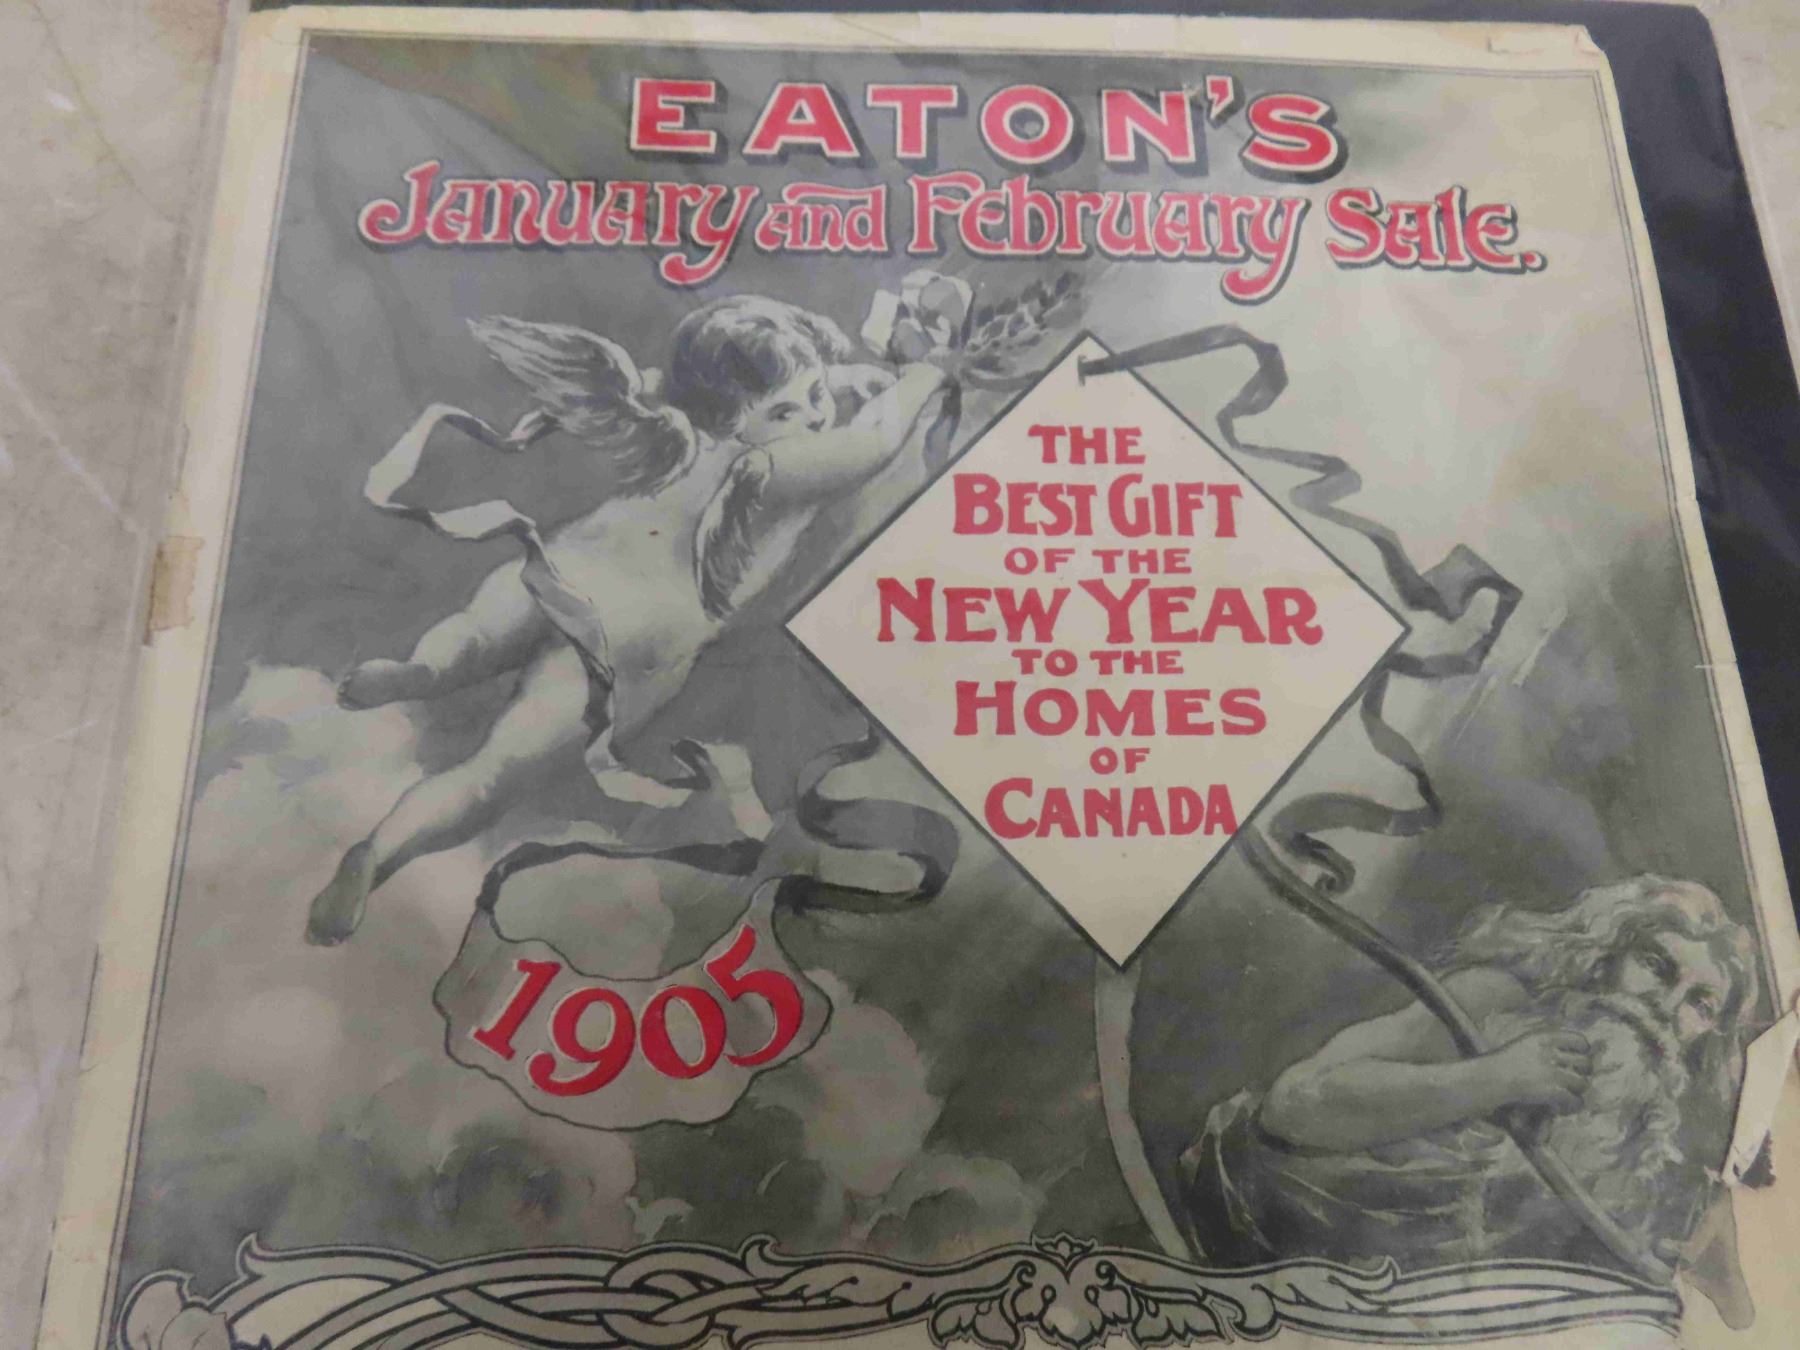 EATON'S
January and February Sale.
THE
BEST GIFT
OF THE
NEW YEAR
TO THE
HOMES
OF
CANADA
1905